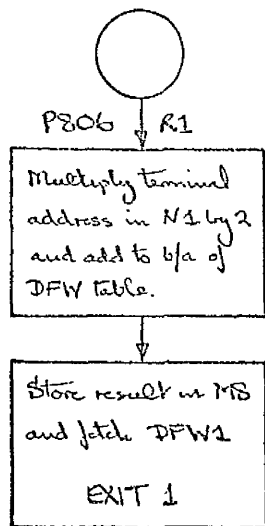 P806 R1
Multiply terminal
address in N1 by 2
and add to b/a of
DFW table.
Store result in M5
and fetch DFW1
EXIT 1